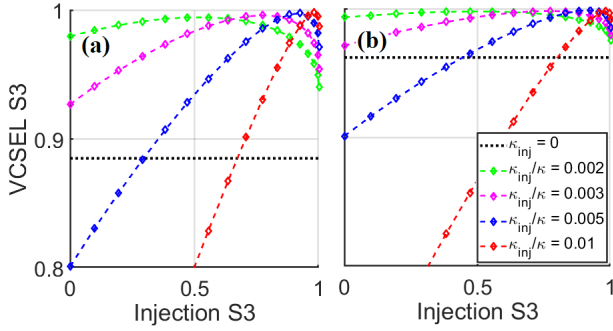 1
(a)
0.9
0.8
VCSEL S3
0
0.5
1
Injection S3
(b)
0
0.5
1
Injection S3
κinj = 0
κinj/κ = 0.002
κinj/κ = 0.003
κinj/κ = 0.005
κinj/κ = 0.01